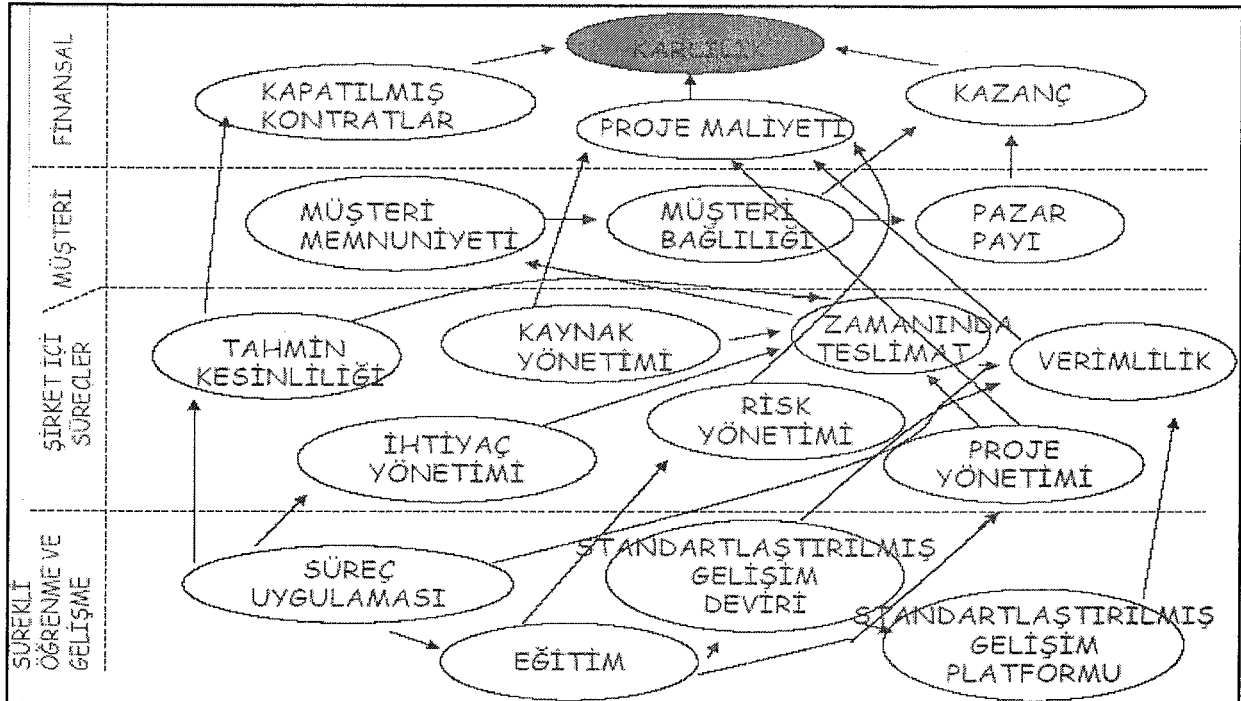 FİNANSAL
KARLILI
KAPATILMIŞ
KONTRATLAR
PROJE MALİYETİ
KAZANÇ
MÜŞTERİ
MÜŞTERİ
MEMNUNİYETİ
MÜŞTERİ
BAĞLILIĞI
PAZAR
PAYI
ŞİRKET İÇİ
SÜREÇLER
TAHMİN
KESİNLİLİĞİ
KAYNAK
YÖNETİMİ
ZAMANINDA
TESLİMAT
VERİMLİLİK
İHTİYAÇ
YÖNETİMİ
RİSK
YÖNETİMİ
PROJE
YÖNETİMİ
SÜREKLİ
ÖĞRENME VE
GELİŞME
SÜREÇ
UYGULAMASI
EĞİTİM
STANDARTLAŞTIRILMIŞ
GELİŞİM
DEVİRİ
STANDARTLAŞTIRILMIŞ
GELİŞİM
PLATFORMU